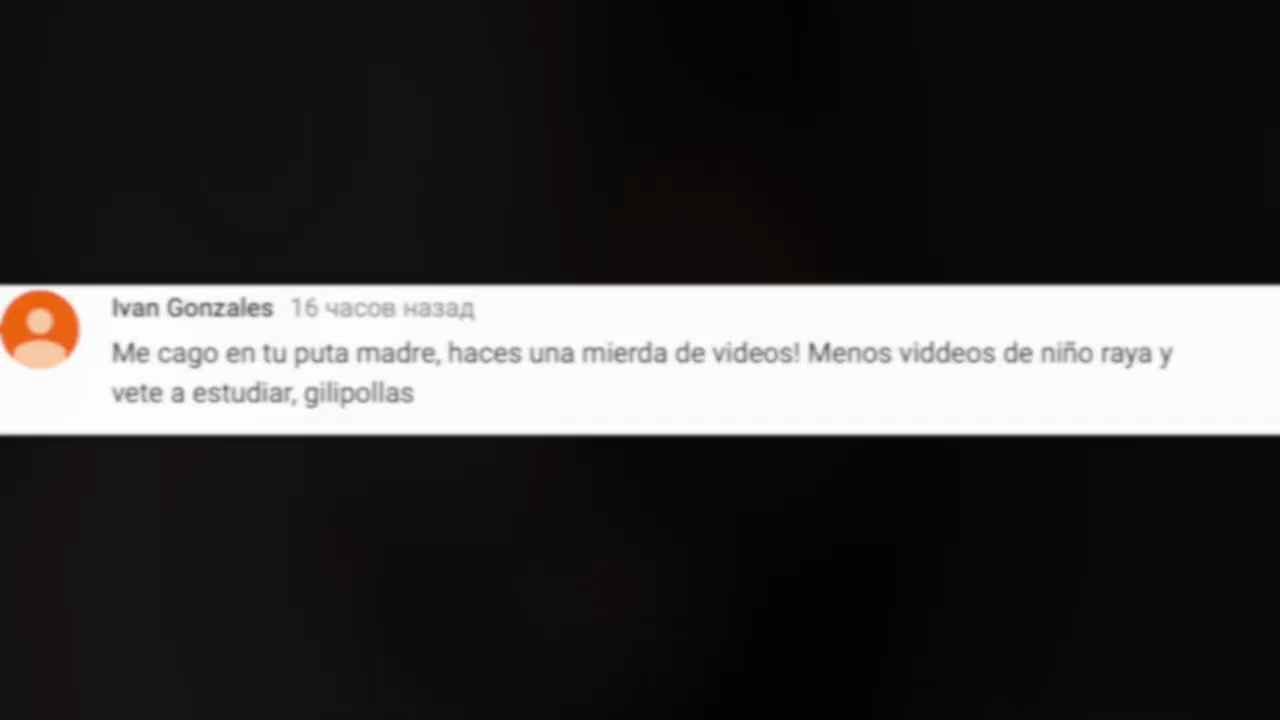 Ivan Gonzales 16 часов назад
Me cago en tu puta madre, haces una mierda de videos! Menos viddeos de niño raya y
vete a estudiar, gilipollas